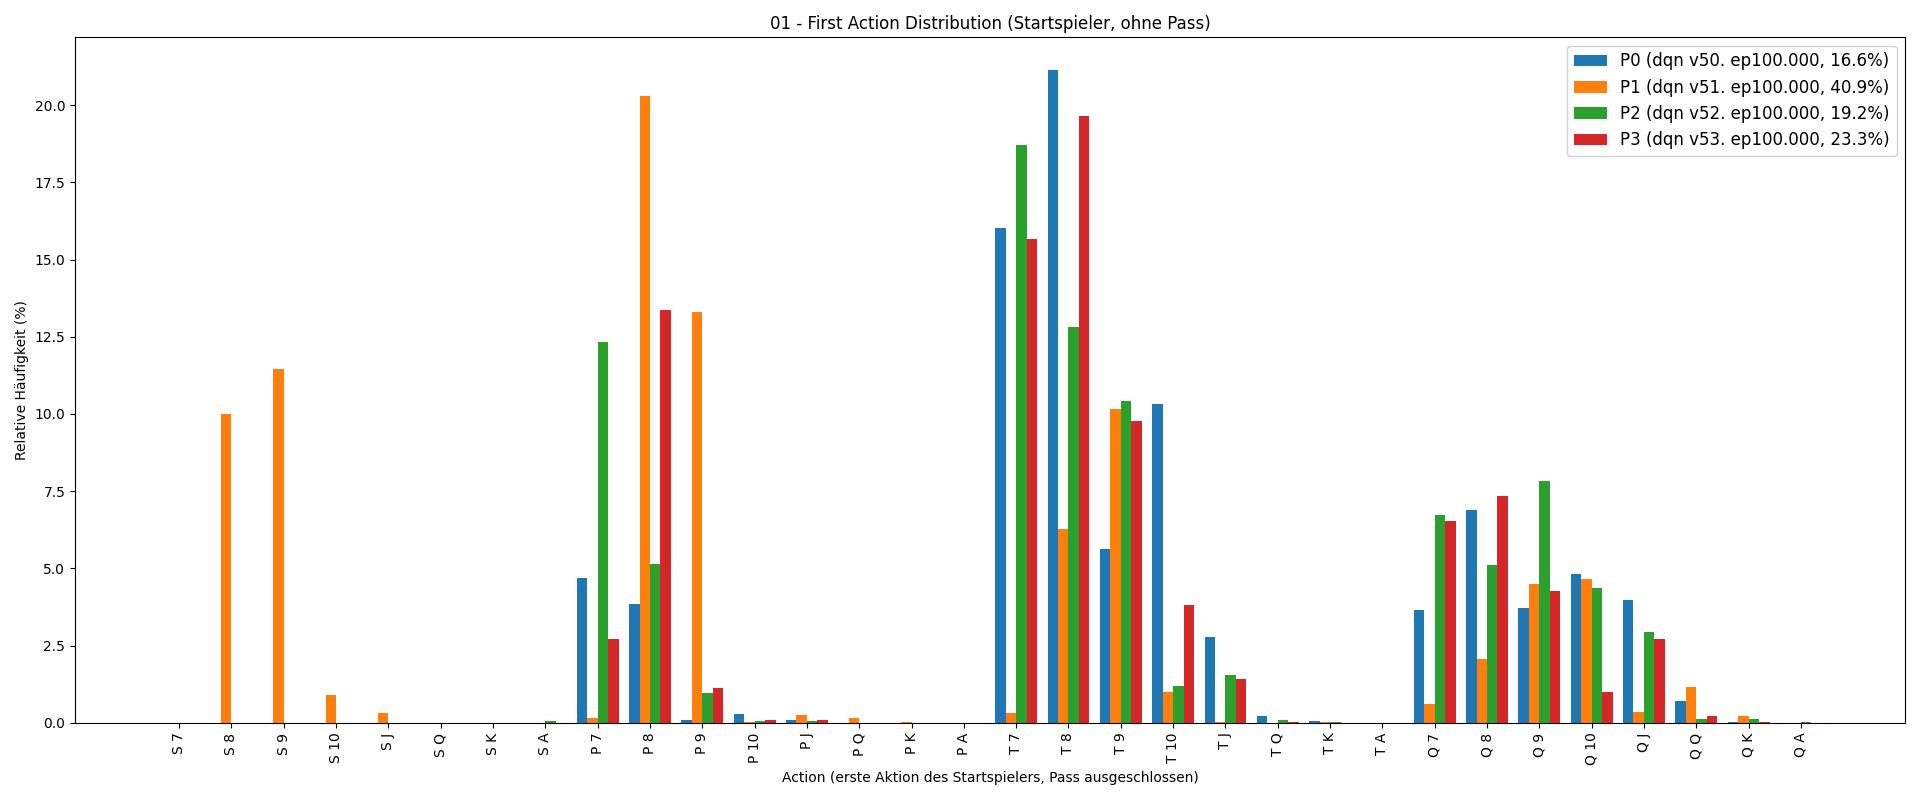 01 - First Action Distribution (Startspieler, ohne Pass)
P0 (dqn v50. ep100.000, 16.6%)
P1 (dqn v51. ep100.000, 40.9%)
P2 (dqn v52. ep100.000, 19.2%)
P3 (dqn v53. ep100.000, 23.3%)
Relative Häufigkeit (%)
20.0
17.5
15.0
12.5
10.0
7.5
5.0
2.5
0.0
S 7
S 8
S 9
S 10
S J
S Q
S K
S A
P 7
P 8
P 9
P 10
P J
P Q
P K
P A
T 7
T 8
T 9
T 10
T J
T Q
T K
T A
Q 7
Q 8
Q 9
Q 10
Q J
Q Q
Q K
Q A
Action (erste Aktion des Startspielers, Pass ausgeschlossen)